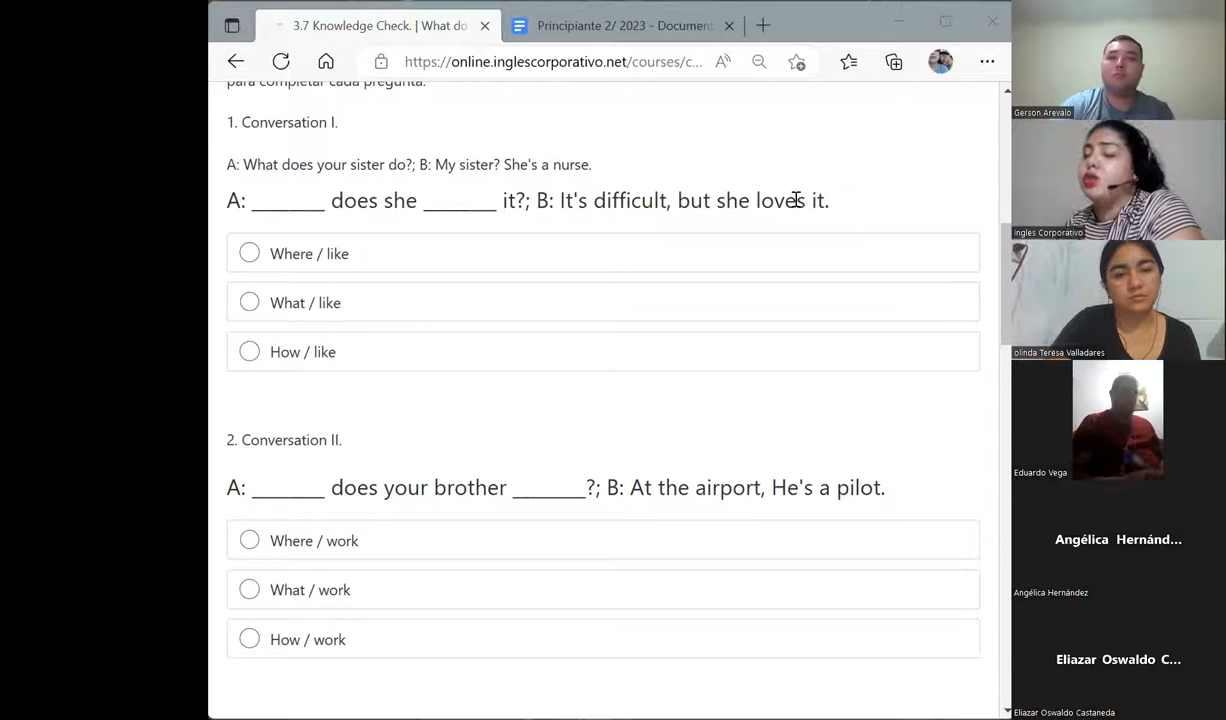 3.7 Knowledge Check. | What do
Principiante 2/ 2023 - Document
https://online.inglescorporativo.net/courses/c...
para completar cada pregunta.
1. Conversation I.
A: What does your sister do?; B: My sister? She's a nurse.
A: ________ does she ________ it?; B: It's difficult, but she loves it.
Where / like
What / like
How / like
2. Conversation II.
A: ________ does your brother ________?; B: At the airport, He's a pilot.
Where / work
What / work
How / work
Gerson Arevalo
Ingles Corporativo
olinda Teresa Valladares
Eduardo Vega
Angélica Hernánd...
Angélica Hernández
Eliazar Oswaldo C...
Eliazar Oswaldo Castaneda